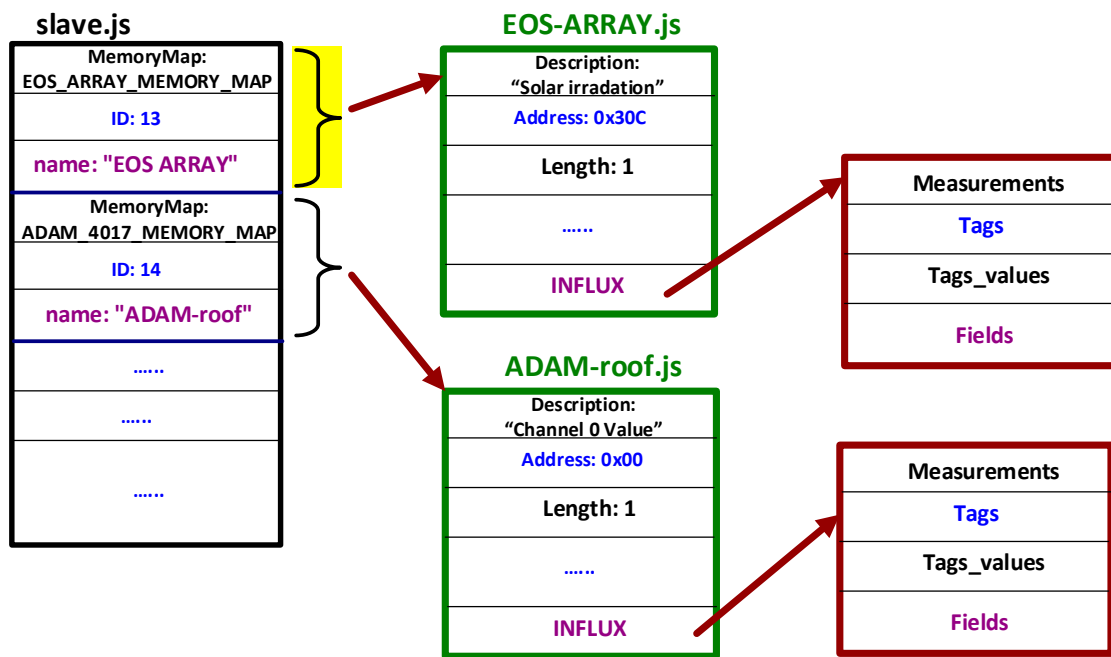 slave.js
MemoryMap:
EOS_ARRAY_MEMORY_MAP
ID: 13
name: "EOS ARRAY"
MemoryMap:
ADAM_4017_MEMORY_MAP
ID: 14
name: "ADAM-roof"
......
......
......
EOS-ARRAY.js
Description:
“Solar irradation”
Address: 0x30C
Length: 1
......
INFLUX
ADAM-roof.js
Description:
“Channel 0 Value”
Address: 0x00
Length: 1
......
INFLUX
Measurements
Tags
Tags_values
Fields
Measurements
Tags
Tags_values
Fields